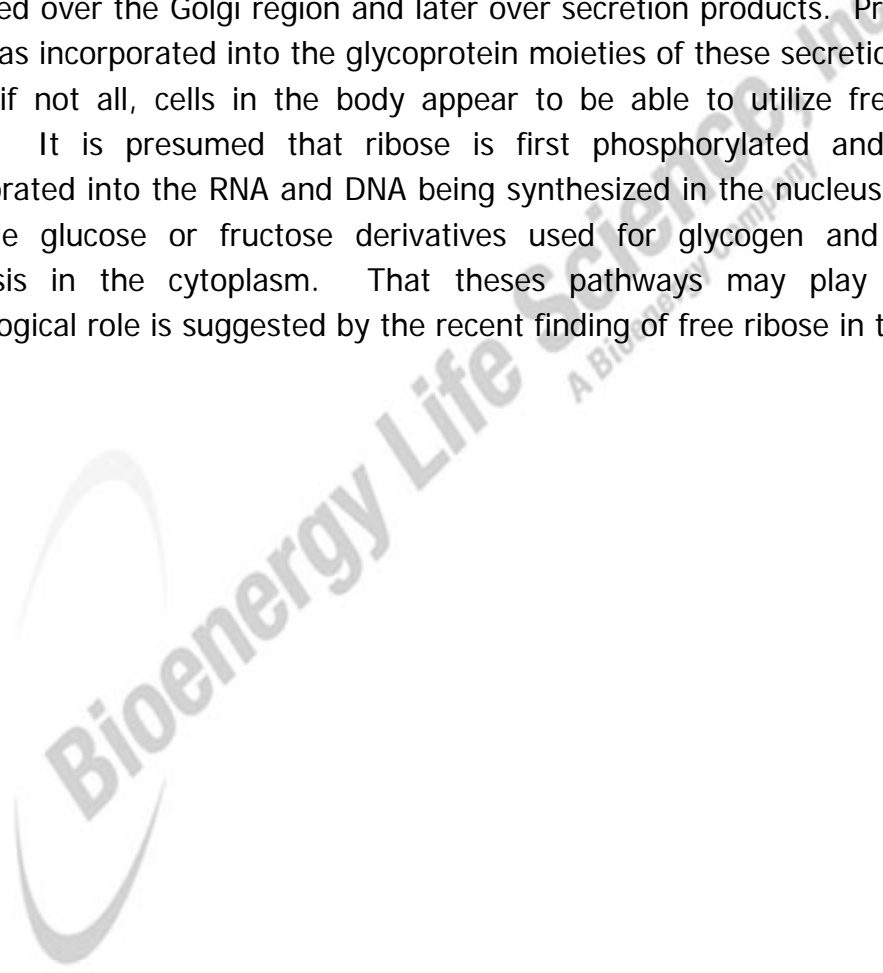 ed over the Golgi region and later over secretion products. Pr
as incorporated into the glycoprotein moieties of these secretio
if not all, cells in the body appear to be able to utilize fre
It is presumed that ribose is first phosphorylated and
orated into the RNA and DNA being synthesized in the nucleus
e glucose or fructose derivatives used for glycogen and
sis in the cytoplasm. That theses pathways may play
ogical role is suggested by the recent finding of free ribose in t
Bioenergy Life Science, Inc
A Bioenergy Company